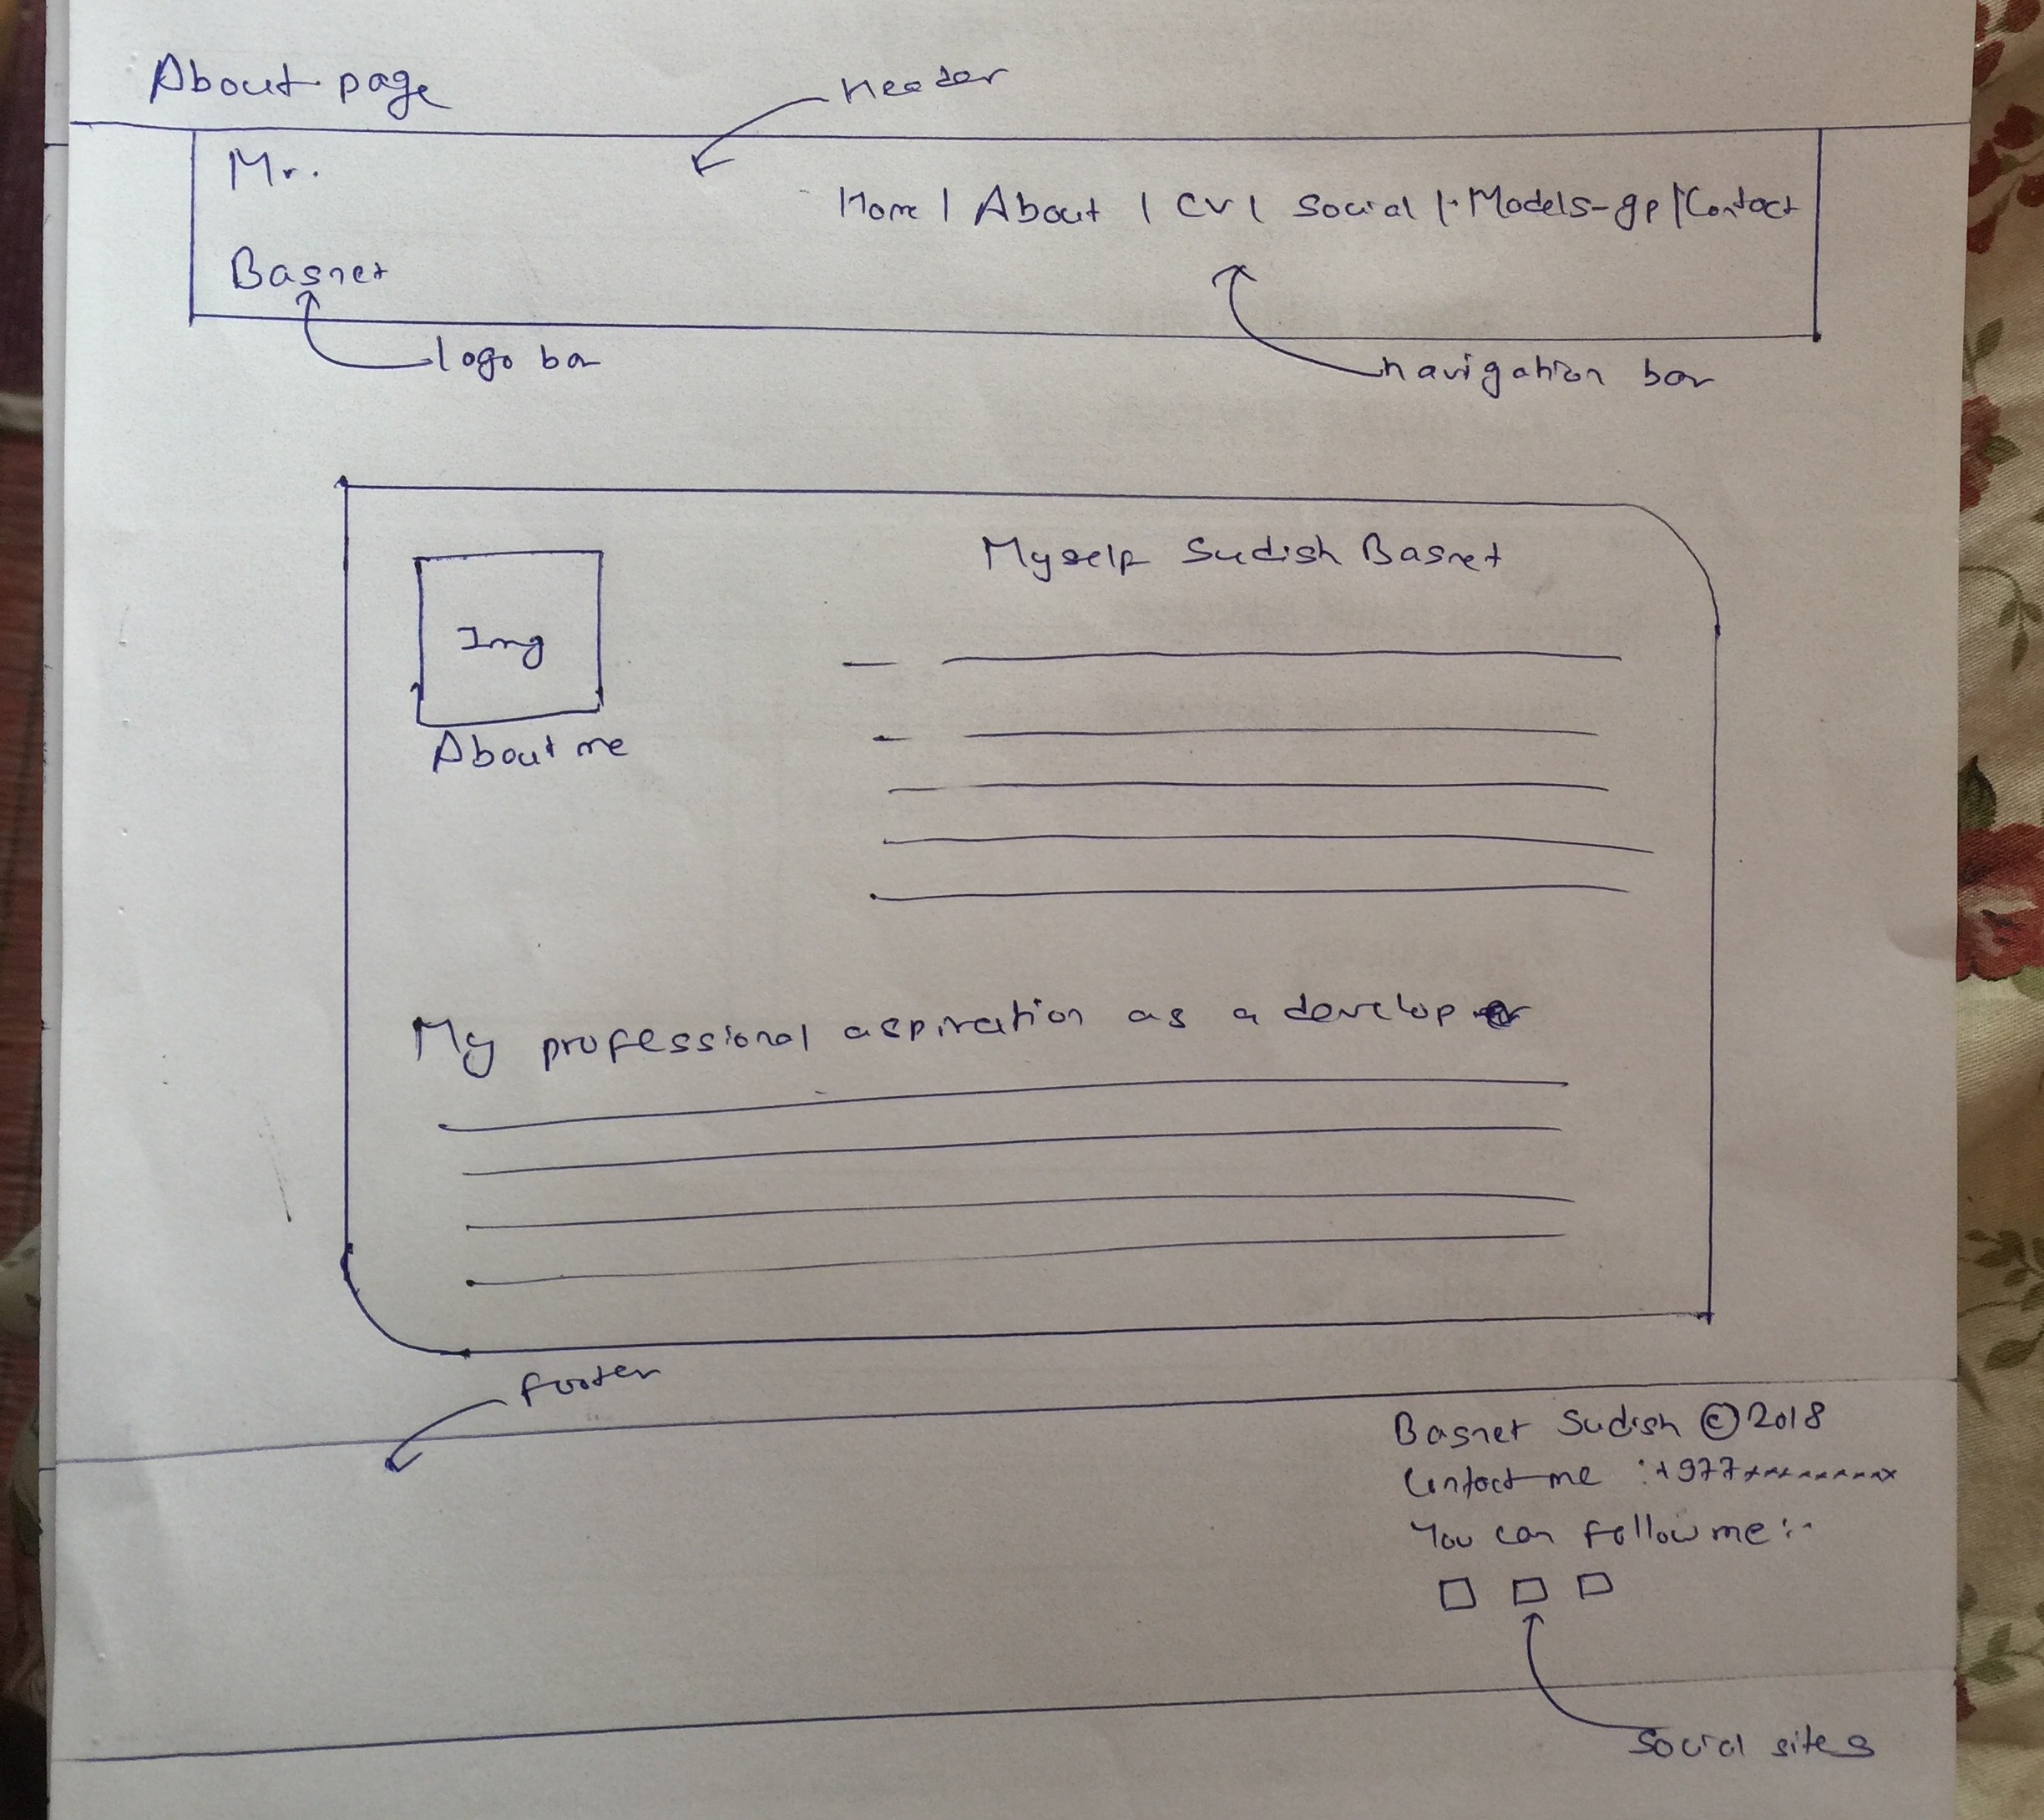 About page
Header
Mr.
Home | About | CV | Social | Models-gp | Contact
Basnet
logo bar
navigation bar
Myself Sudish Basnet
Img
About me
My professional aspiration as a developer
footer
Basnet Sudish © 2018
Contact me :+977xxxxxxxxxx
You can follow me :-
Social sites